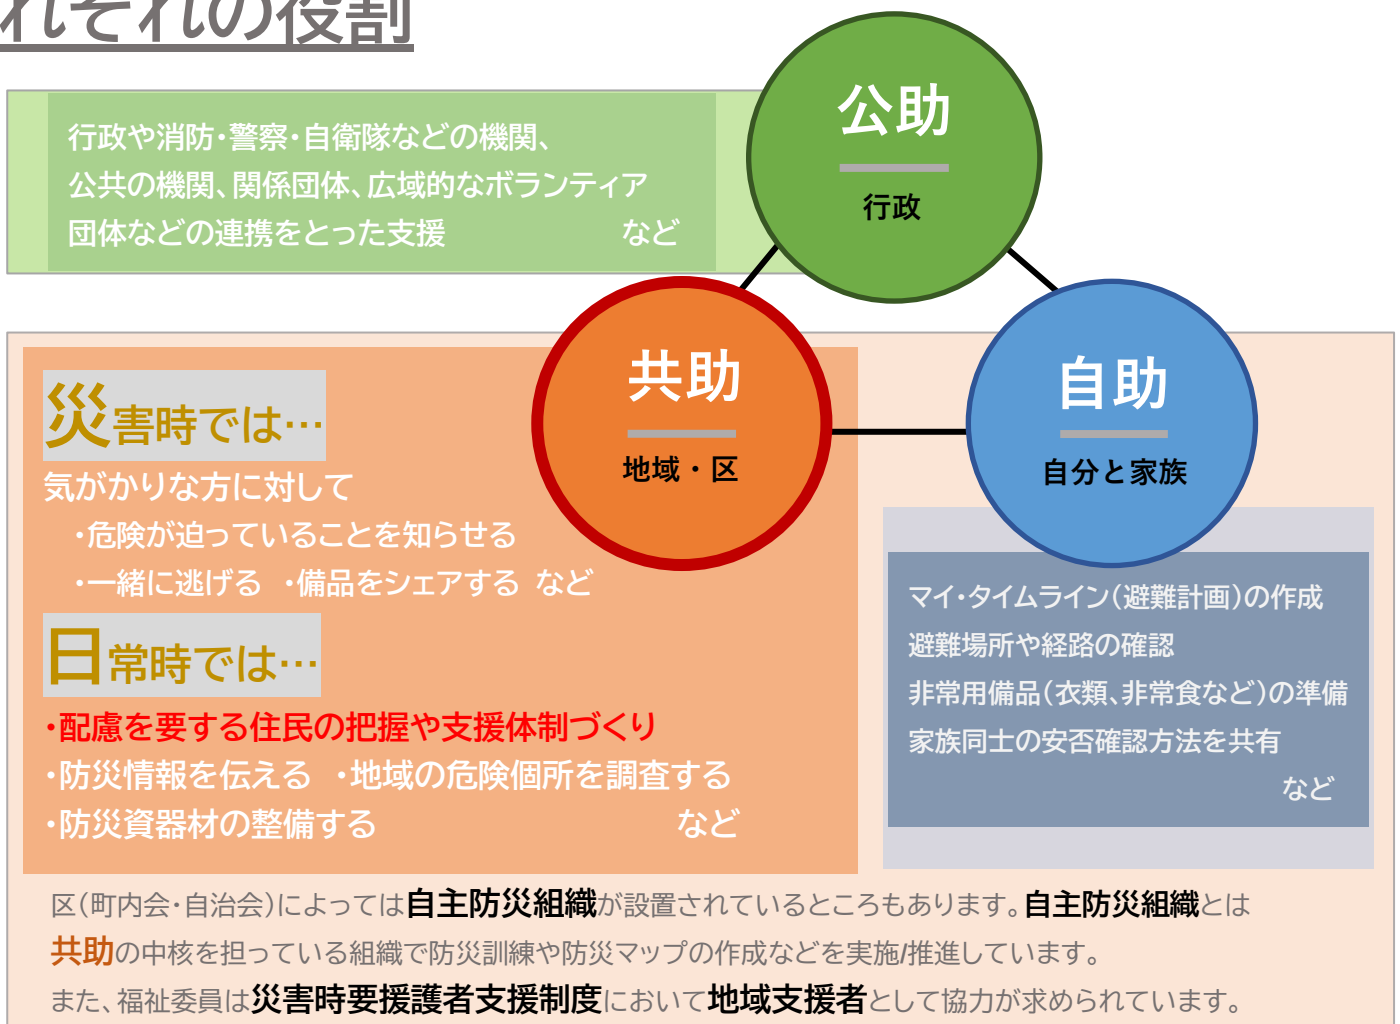 れぞれの役割
公助
行政
行政や消防・警察・自衛隊などの機関、
公共の機関、関係団体、広域的なボランティア
団体などの連携をとった支援 など
共助
地域・区
自助
自分と家族
災害時では…
気がかりな方に対して
・危険が迫っていることを知らせる
・一緒に逃げる ・備品をシェアする など
日常時では…
・配慮を要する住民の把握や支援体制づくり
・防災情報を伝える ・地域の危険個所を調査する
・防災資器材の整備する など
マイ・タイムライン（避難計画）の作成
避難場所や経路の確認
非常用備品（衣類、非常食など）の準備
家族同士の安否確認方法を共有
など
区（町内会・自治会）によっては自主防災組織が設置されているところもあります。自主防災組織とは
共助の中核を担っている組織で防災訓練や防災マップの作成などを実施/推進しています。
また、福祉委員は災害時要援護者支援制度において地域支援者として協力が求められています。